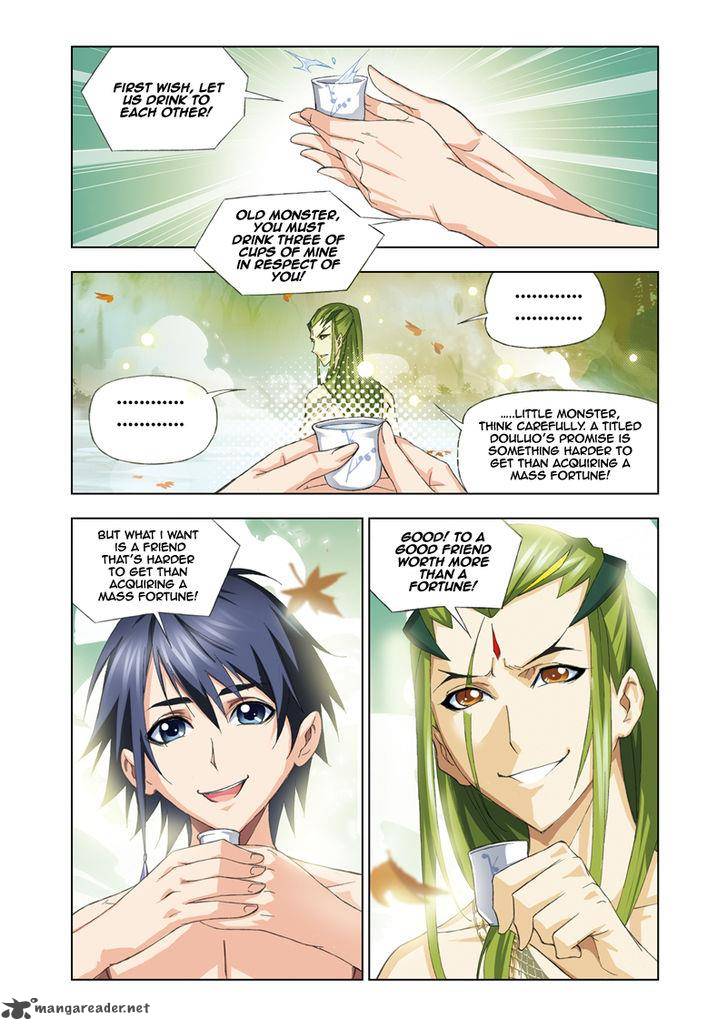 FIRST WISH, LET
US DRINK TO
EACH OTHER!
OLD MONSTER,
YOU MUST
DRINK THREE OF
CUPS OF MINE
IN RESPECT OF
YOU!
.............
.............
.............
.............
.....LITTLE MONSTER,
THINK CAREFULLY. A TITLED
DOULUO'S PROMISE IS
SOMETHING HARDER TO
GET THAN ACQUIRING A
MASS FORTUNE!
BUT WHAT I WANT
IS A FRIEND
THAT'S HARDER
TO GET THAN
ACQUIRING A
MASS FORTUNE!
GOOD! TO A
GOOD FRIEND
WORTH MORE
THAN A
FORTUNE!
mangareader.net